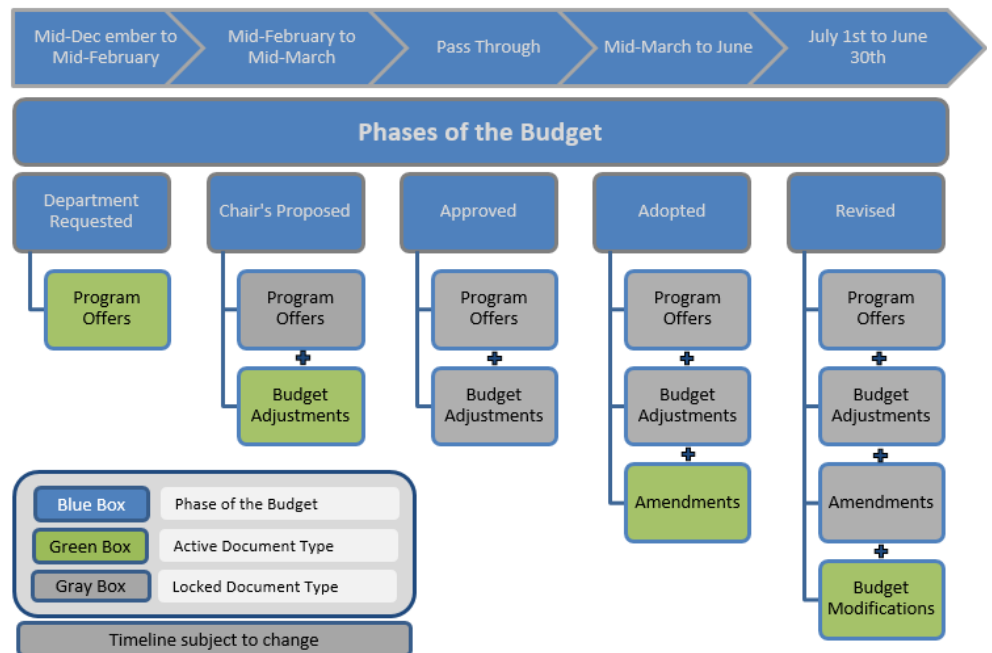 Mid-Dec ember to
Mid-February
Mid-February to
Mid-March
Pass Through
Mid-March to June
July 1st to June
30th
Phases of the Budget
Department
Requested
Chair's Proposed
Approved
Adopted
Revised
Program
Offers
Program
Offers
Program
Offers
Program
Offers
Program
Offers
Budget
Adjustments
Budget
Adjustments
Budget
Adjustments
Budget
Adjustments
Amendments
Amendments
Budget
Modifications
Blue Box
Phase of the Budget
Green Box
Active Document Type
Gray Box
Locked Document Type
Timeline subject to change